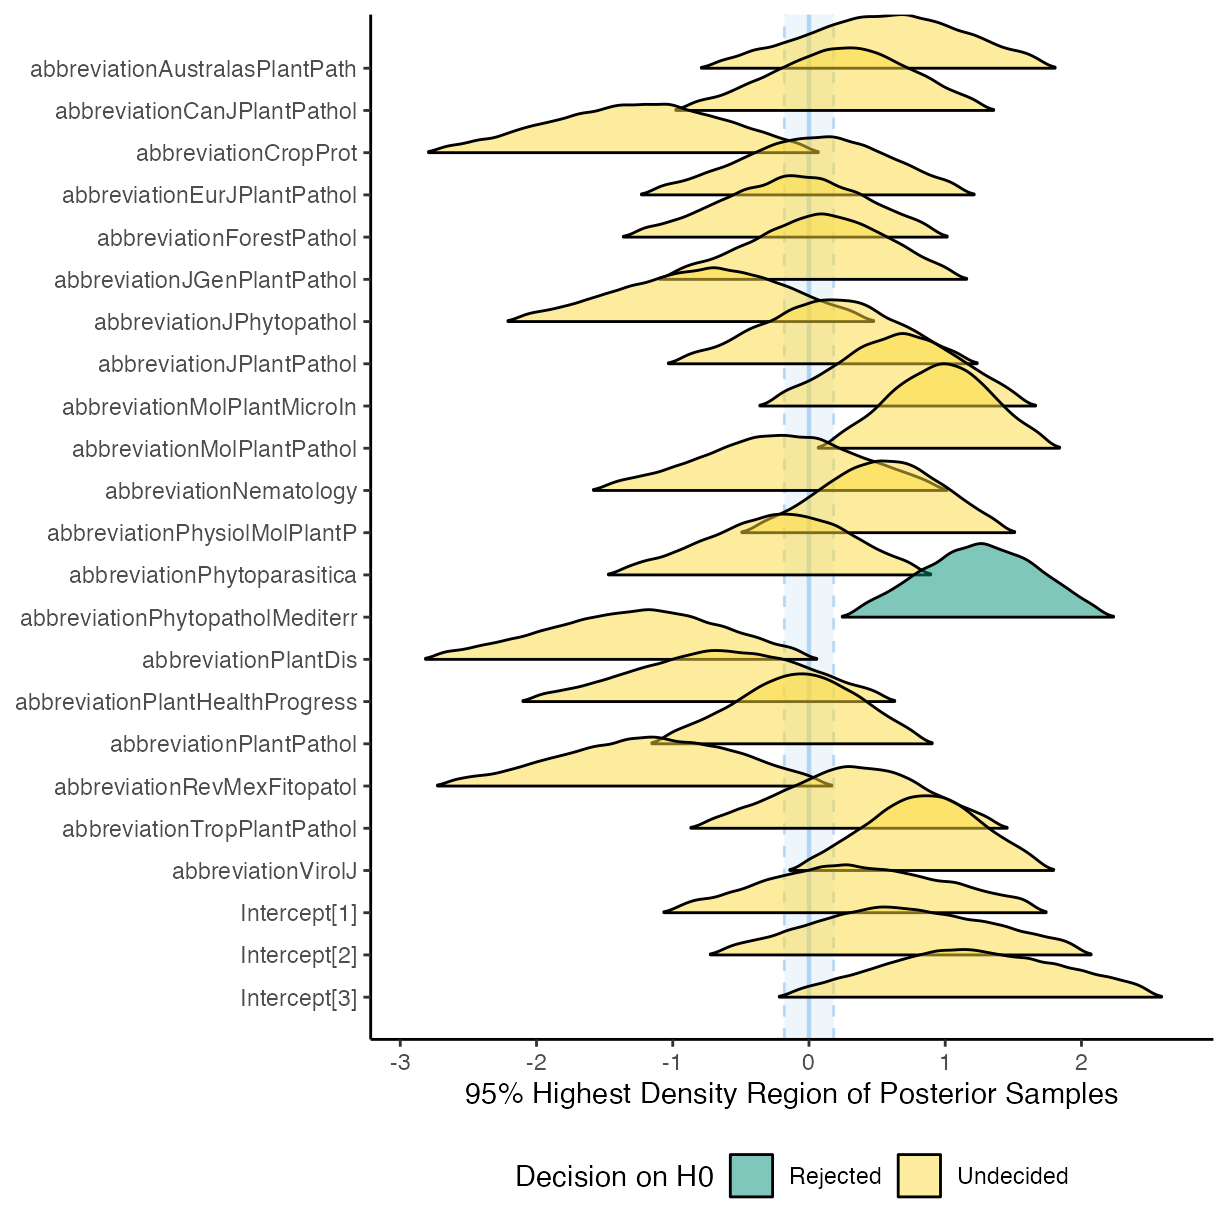 abbreviationAustralasPlantPath
abbreviationCanJPlantPathol
abbreviationCropProt
abbreviationEurJPlantPathol
abbreviationForestPathol
abbreviationJGenPlantPathol
abbreviationJPhytopathol
abbreviationJPlantPathol
abbreviationMolPlantMicroIn
abbreviationMolPlantPathol
abbreviationNematology
abbreviationPhysiolMolPlantP
abbreviationPhytoparasitica
abbreviationPhytopatholMediterr
abbreviationPlantDis
abbreviationPlantHealthProgress
abbreviationPlantPathol
abbreviationRevMexFitopatol
abbreviationTropPlantPathol
abbreviationVirolJ
Intercept[1]
Intercept[2]
Intercept[3]
-3 -2 -1 0 1 2
95% Highest Density Region of Posterior Samples
Decision on H0 Rejected Undecided